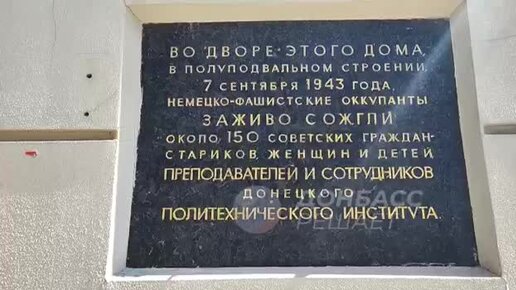 ВО ДВОРЕ ЭТОГО ДОМА,
В ПОЛУПОДВАЛЬНОМ СТРОЕНИИ,
7 СЕНТЯБРЯ 1943 ГОДА,
НЕМЕЦКО-ФАШИСТСКИЕ ОККУПАНТЫ
ЗАЖИВО СОЖГЛИ
ОКОЛО 150 СОВЕТСКИХ ГРАЖДАН-
СТАРИКОВ, ЖЕНЩИН И ДЕТЕЙ
ПРЕПОДАВАТЕЛЕЙ И СОТРУДНИКОВ
ДОНЕЦКОГО
ПОЛИТЕХНИЧЕСКОГО ИНСТИТУТА.
ДОНБАСС
РЕШАЕТ